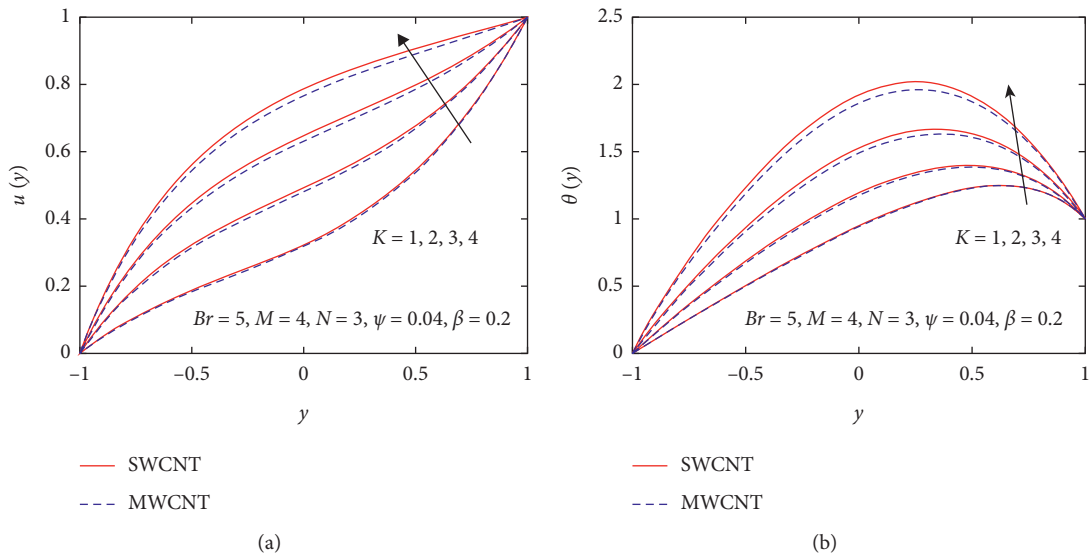 1
0.8
0.6
0.4
0.2
0
u (y)
K = 1, 2, 3, 4
Br = 5, M = 4, N = 3, ψ = 0.04, β = 0.2
–1
–0.5
0
0.5
1
y
SWCNT
MWCNT
(a)
2.5
2
1.5
1
0.5
0
θ (y)
K = 1, 2, 3, 4
Br = 5, M = 4, N = 3, ψ = 0.04, β = 0.2
–1
–0.5
0
0.5
1
y
SWCNT
MWCNT
(b)